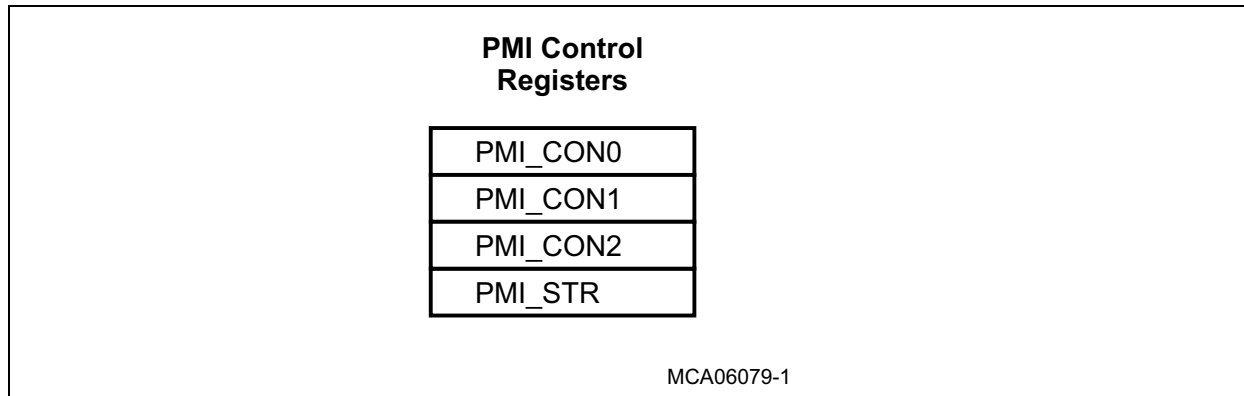 PMI Control
Registers
PMI_CON0
PMI_CON1
PMI_CON2
PMI_STR
MCA06079-1